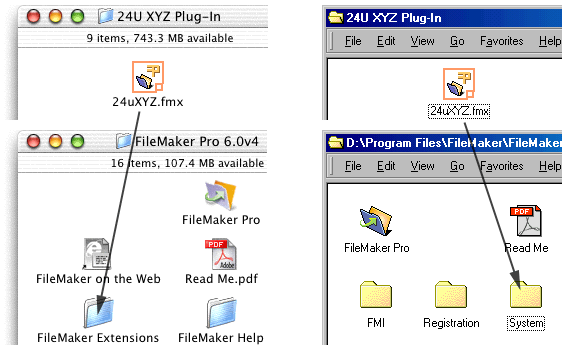 24U XYZ Plug-In
9 items, 743.3 MB available
24uXYZ.fmx
FileMaker Pro 6.0v4
16 items, 107.4 MB available
FileMaker Pro
FileMaker on the Web
PDF
Adobe
Read Me.pdf
FileMaker Extensions
FileMaker Help
24U XYZ Plug-In
File Edit View Go Favorites Help
24uXYZ.fmx
D:\Program Files\FileMaker\FileMaker
File Edit View Go Favorites Help
FileMaker Pro
PDF
Read Me
FMI
Registration
System